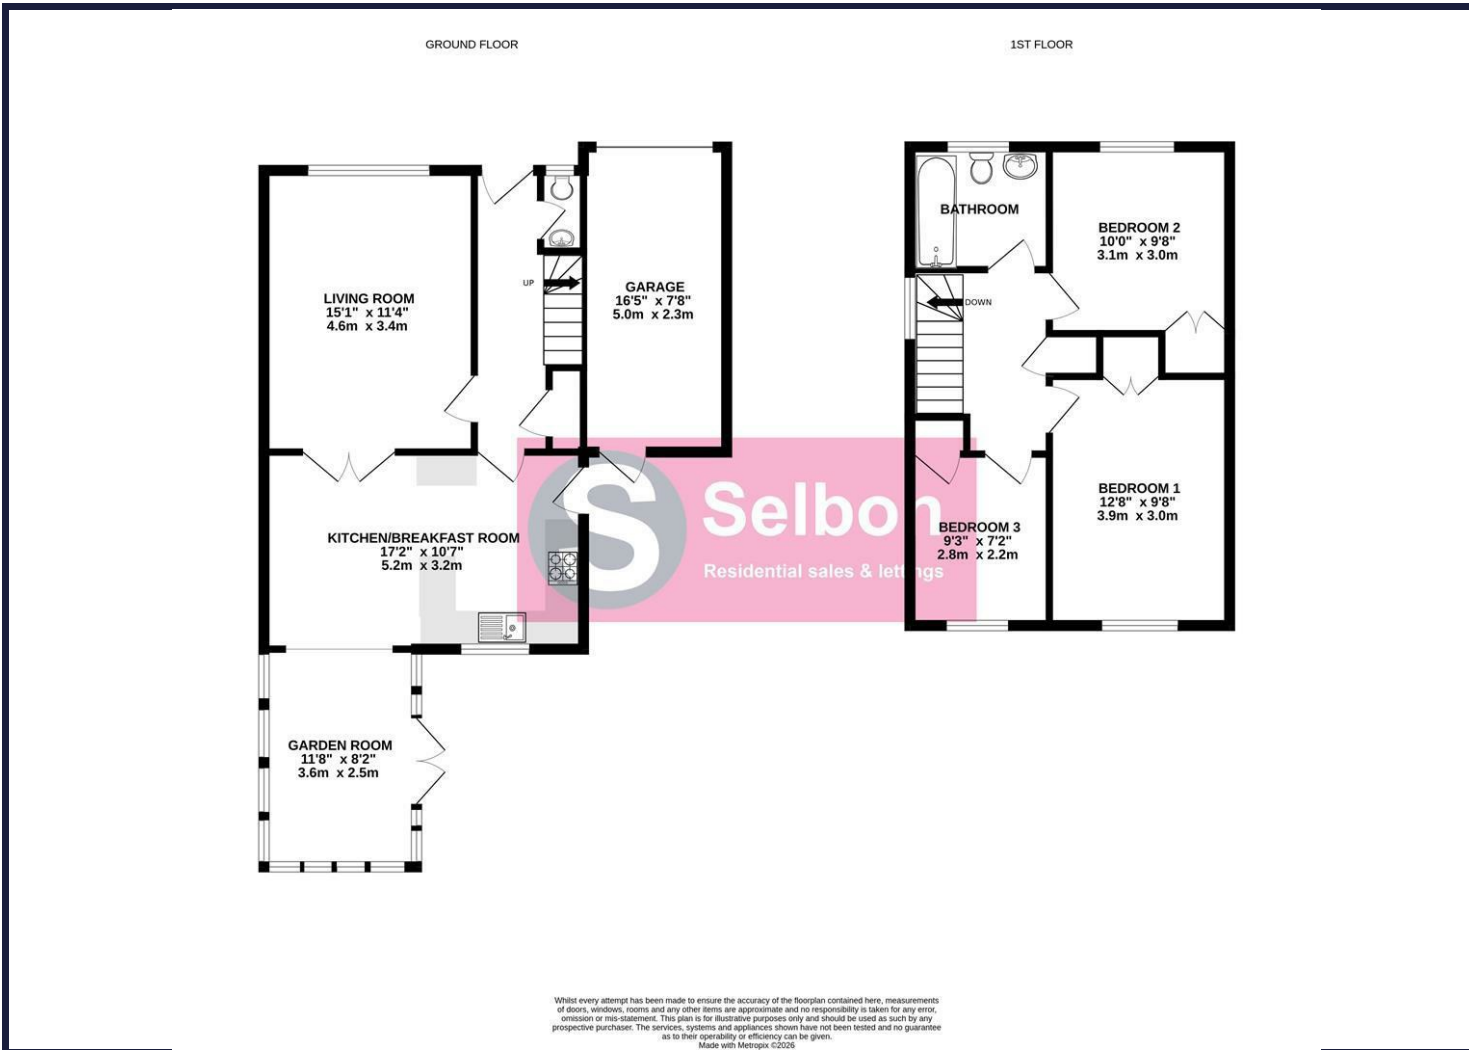 GROUND FLOOR
1ST FLOOR
LIVING ROOM
15'1" x 11'4"
4.6m x 3.4m
UP
GARAGE
16'5" x 7'8"
5.0m x 2.3m
KITCHEN/BREAKFAST ROOM
17'2" x 10'7"
5.2m x 3.2m
GARDEN ROOM
11'8" x 8'2"
3.6m x 2.5m
BATHROOM
BEDROOM 2
10'0" x 9'8"
3.1m x 3.0m
DOWN
BEDROOM 1
12'8" x 9'8"
3.9m x 3.0m
BEDROOM 3
9'3" x 7'2"
2.8m x 2.2m
S
Selbon
Residential sales & lettings
Whilst every attempt has been made to ensure the accuracy of the floorplan contained here, measurements
of doors, windows, rooms and any other items are approximate and no responsibility is taken for any error,
omission or mis-statement. This plan is for illustrative purposes only and should be used as such by any
prospective purchaser. The services, systems and appliances shown have not been tested and no guarantee
as to their operability or efficiency can be given.
Made with Metropix ©2026